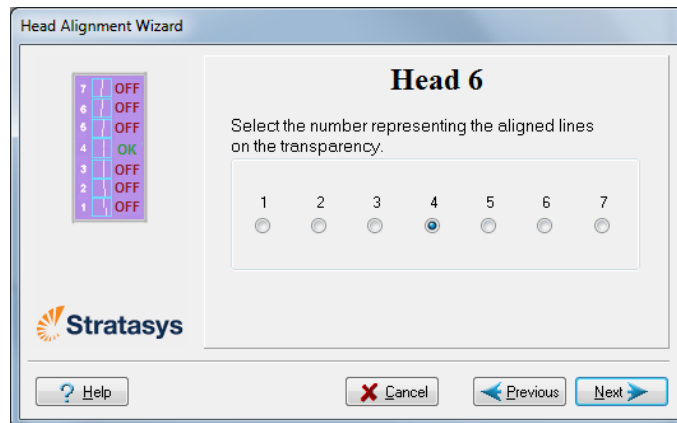 Head Alignment Wizard
7 OFF
6 OFF
5 OFF
4 OK
3 OFF
2 OFF
1 OFF
Stratasys
Head 6
Select the number representing the aligned lines
on the transparency.
1 2 3 4 5 6 7
? Help
Cancel
Previous
Next